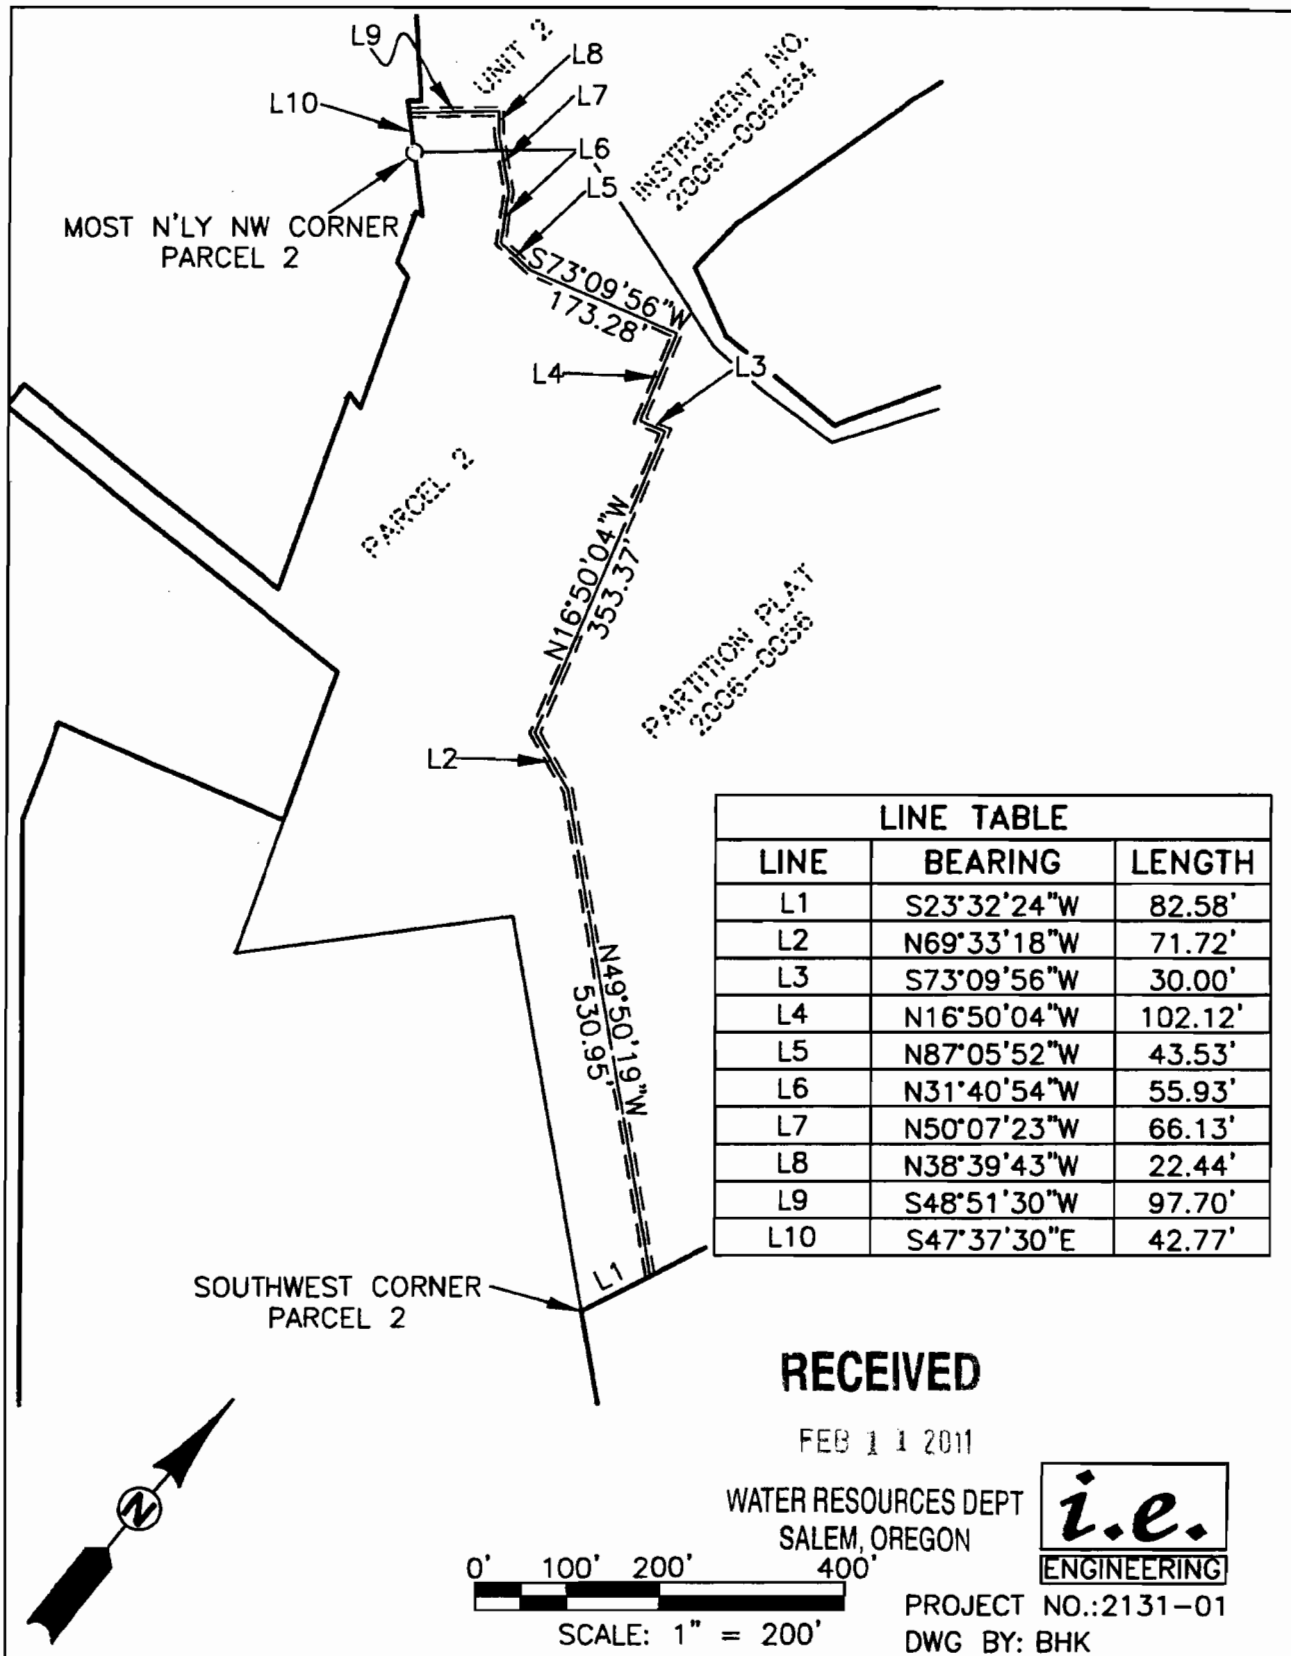 L9
UNIT 2
L8
L7
L10
L6
L5
INSTRUMENT NO.
2006-006254
MOST N'LY NW CORNER
PARCEL 2
S73°09'56"W
173.28'
L4
L3
PARCEL 2
N16°50'04"W
353.37'
PARTITION PLAT
2006-0056
L2
N49°50'19"W
530.95'
LINE TABLE
LINE BEARING LENGTH
L1 S23°32'24"W 82.58'
L2 N69°33'18"W 71.72'
L3 S73°09'56"W 30.00'
L4 N16°50'04"W 102.12'
L5 N87°05'52"W 43.53'
L6 N31°40'54"W 55.93'
L7 N50°07'23"W 66.13'
L8 N38°39'43"W 22.44'
L9 S48°51'30"W 97.70'
L10 S47°37'30"E 42.77'
L1
SOUTHWEST CORNER
PARCEL 2
RECEIVED
FEB 11 2011
WATER RESOURCES DEPT
SALEM, OREGON
i.e.
ENGINEERING
N
0' 100' 200' 400'
SCALE: 1" = 200'
PROJECT NO.:2131-01
DWG BY: BHK